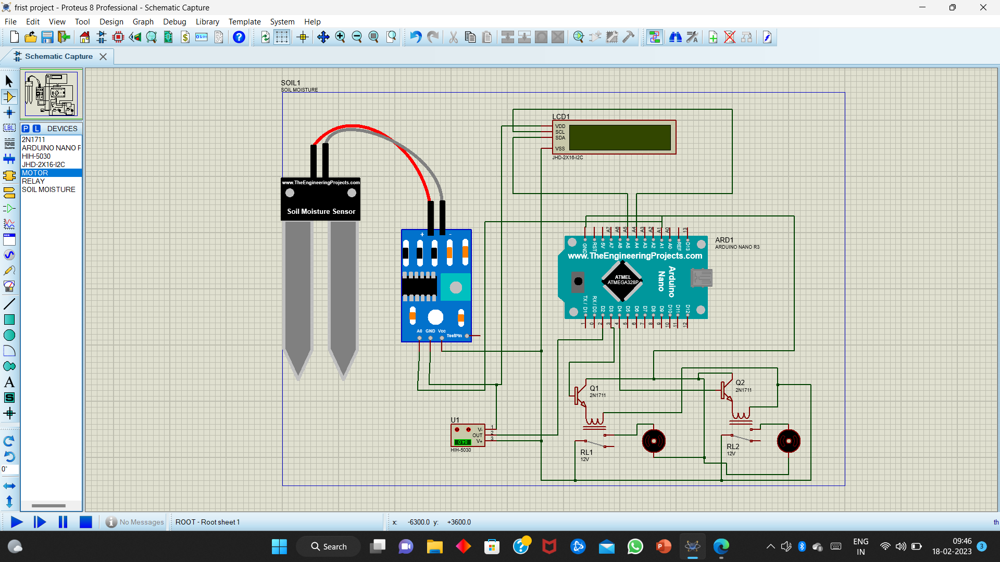 frist project - Proteus 8 Professional - Schematic Capture
File Edit View Tool Design Graph Debug Library Template System Help
Schematic Capture
P L DEVICES
2N1711
ARDUINO NANO R
HIH-5030
JHD-2X16-I2C
MOTOR
RELAY
SOIL MOISTURE
LBL
A
S
0°
SOIL1
SOIL MOISTURE
www.TheEngineeringProjects.com
Soil Moisture Sensor
+ -
A0 GND Vcc TestPin
LCD1
VDD
SCL
SDA
VSS
JHD-2X16-I2C
A7 A6 A5 A4 A3 A2 A1 A0 13
GND RST 5V A7 A6 A5 A4 A3 A2 A1 A0 REF D13
ARD1
ARDUINO NANO R3
www.TheEngineeringProjects.com
ATMEL
ATMEGA328P
Arduino
Nano
TX / D1 RX / D0 D2 D3 D4 D5 D6 D7 D8 D9 D10 D11 D12
1 0 2 3 4 5 6 7 8 9 10 11 12
Q1
2N1711
Q2
2N1711
U1
V- 1
OUT 2
V+ 3
84.0
HIH-5030
RL1
12V
RL2
12V
No Messages
ROOT - Root sheet 1
x: -6300.0 y: +3600.0
th
Search
ENG
IN
09:46
18-02-2023
3